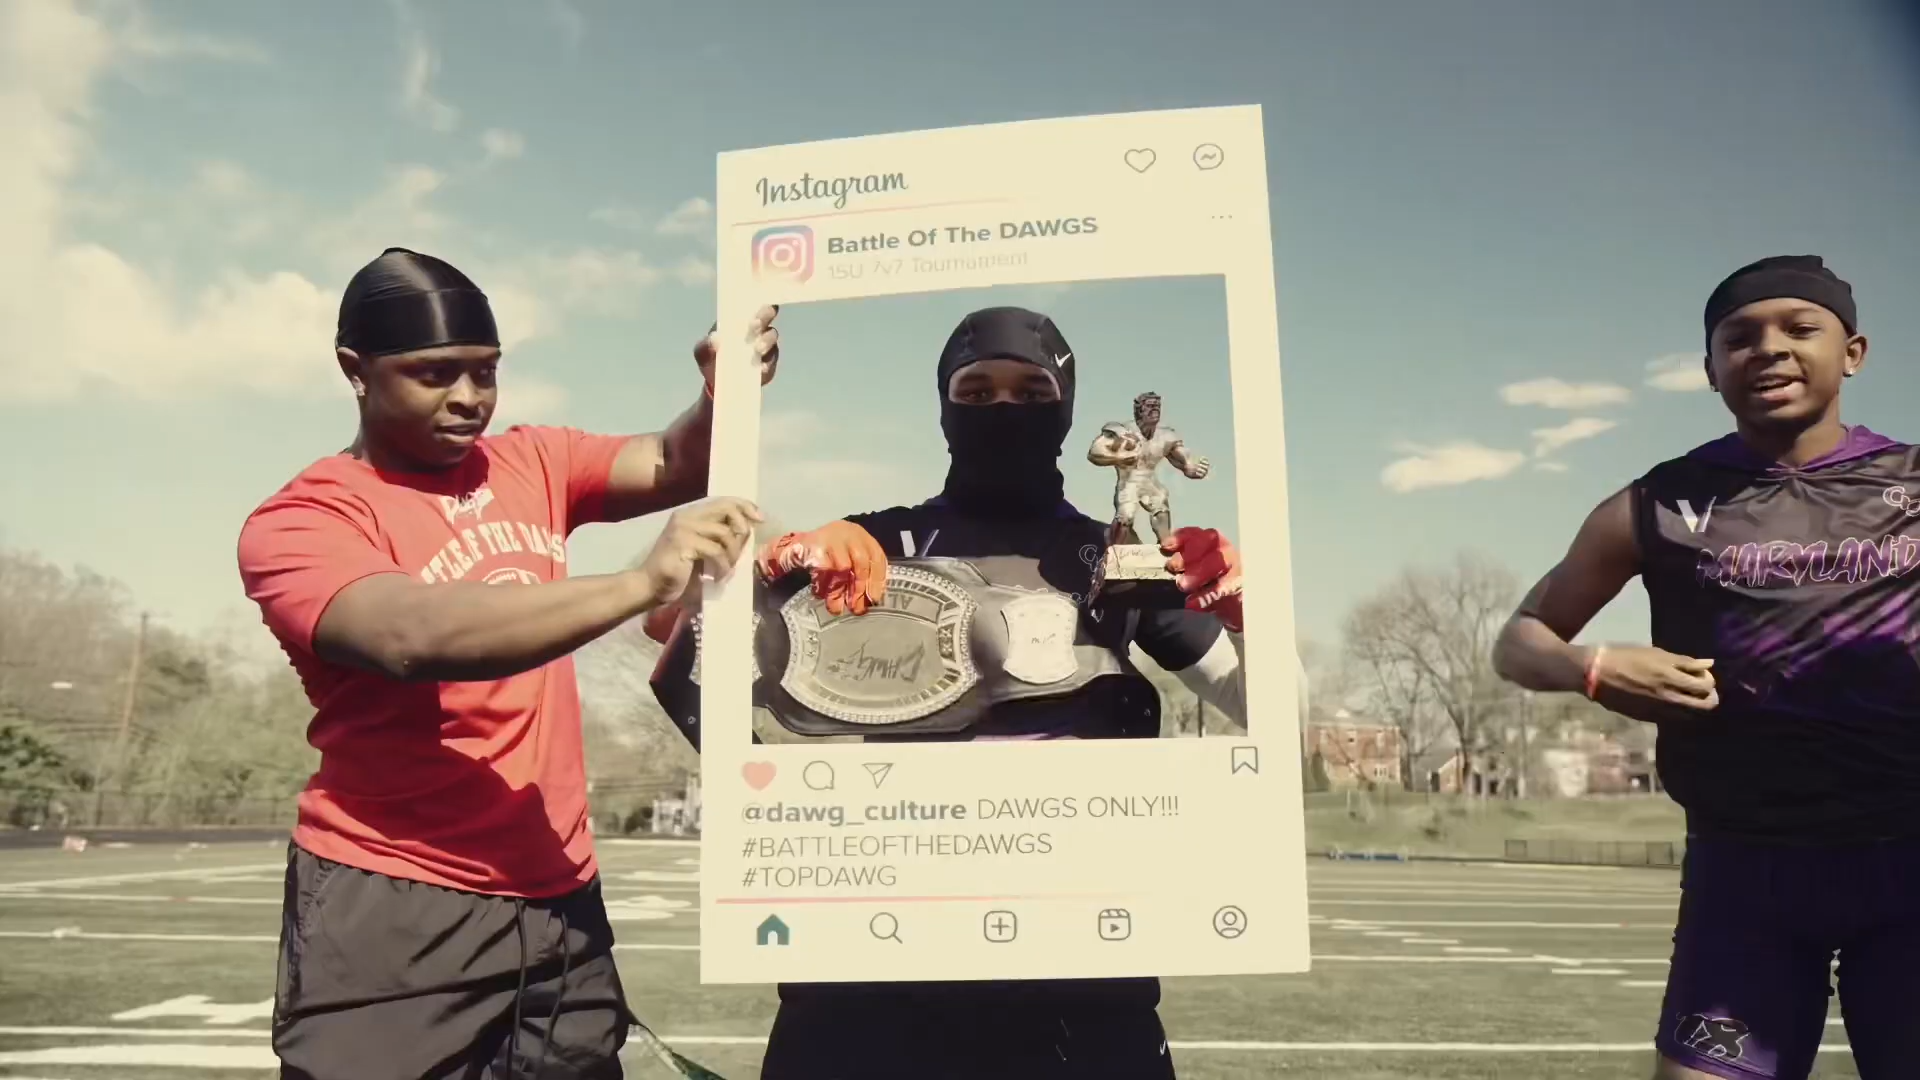 Instagram
Battle Of The DAWGS
15U 7v7 Tournament
@dawg_culture DAWGS ONLY!!!
#BATTLEOFTHEDAWGS
#TOPDAWG
MARYLAND